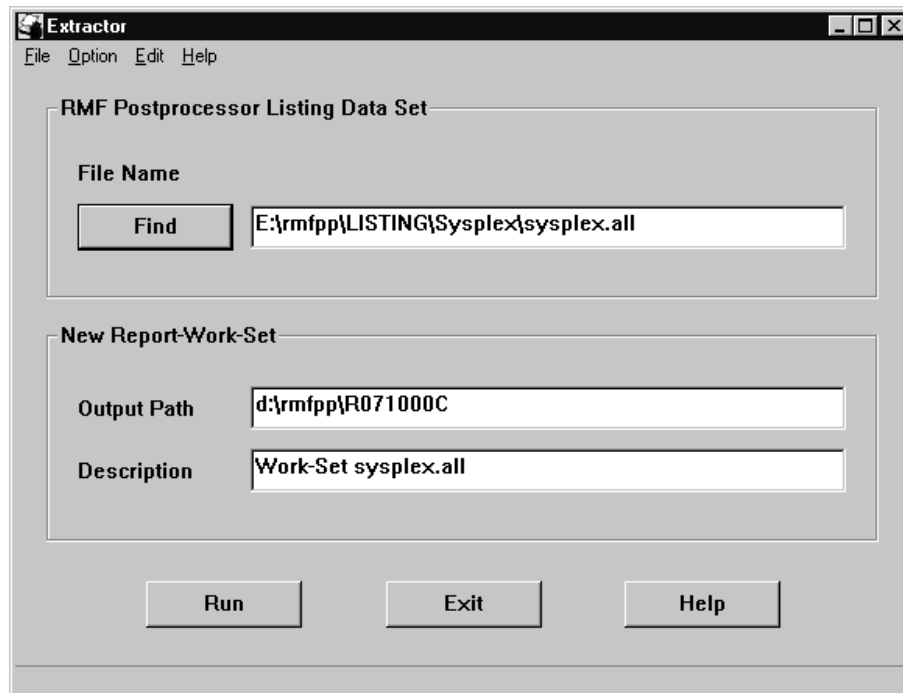 Extractor
File Option Edit Help
RMF Postprocessor Listing Data Set
File Name
Find E:\rmfpp\LISTING\Sysplex\sysplex.all
New Report-Work-Set
Output Path d:\rmfpp\R071000C
Description Work-Set sysplex.all
Run Exit Help